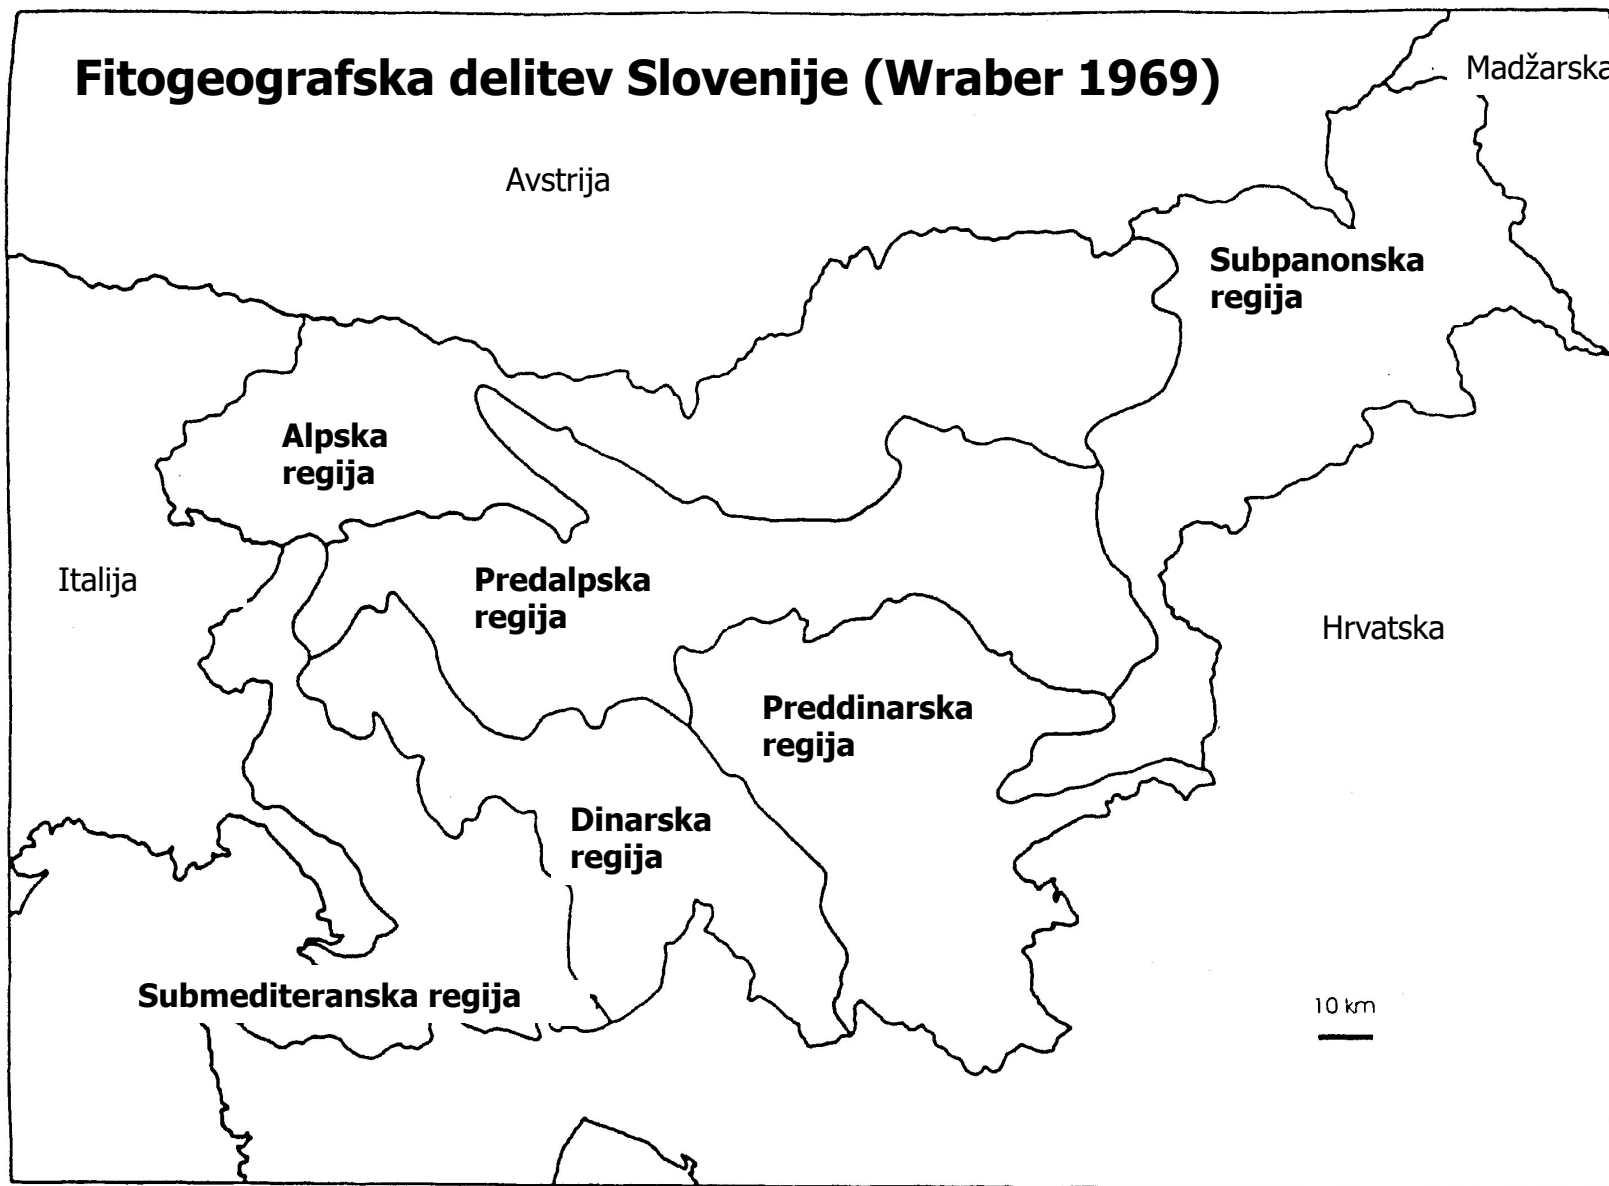 Fitogeografska delitev Slovenije (Wraber 1969)
Madžarska
Avstrija
Subpanonska
regija
Alpska
regija
Italija
Predalpska
regija
Hrvatska
Preddinarska
regija
Dinarska
regija
Submediteranska regija
10 km